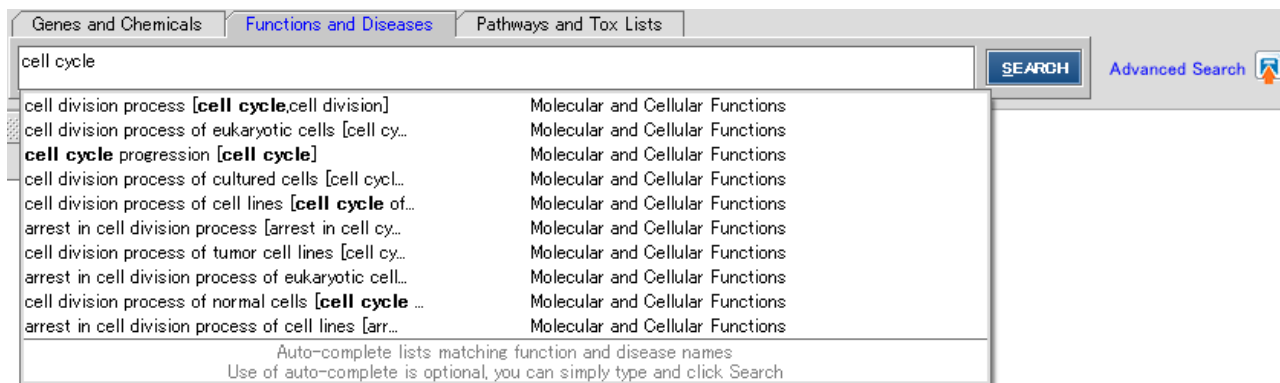 Genes and Chemicals Functions and Diseases Pathways and Tox Lists
cell cycle SEARCH Advanced Search
cell division process [cell cycle,cell division] Molecular and Cellular Functions
cell division process of eukaryotic cells [cell cy... Molecular and Cellular Functions
cell cycle progression [cell cycle] Molecular and Cellular Functions
cell division process of cultured cells [cell cycl... Molecular and Cellular Functions
cell division process of cell lines [cell cycle of... Molecular and Cellular Functions
arrest in cell division process [arrest in cell cy... Molecular and Cellular Functions
cell division process of tumor cell lines [cell cy... Molecular and Cellular Functions
arrest in cell division process of eukaryotic cell... Molecular and Cellular Functions
cell division process of normal cells [cell cycle ... Molecular and Cellular Functions
arrest in cell division process of cell lines [arr... Molecular and Cellular Functions
Auto-complete lists matching function and disease names
Use of auto-complete is optional, you can simply type and click Search